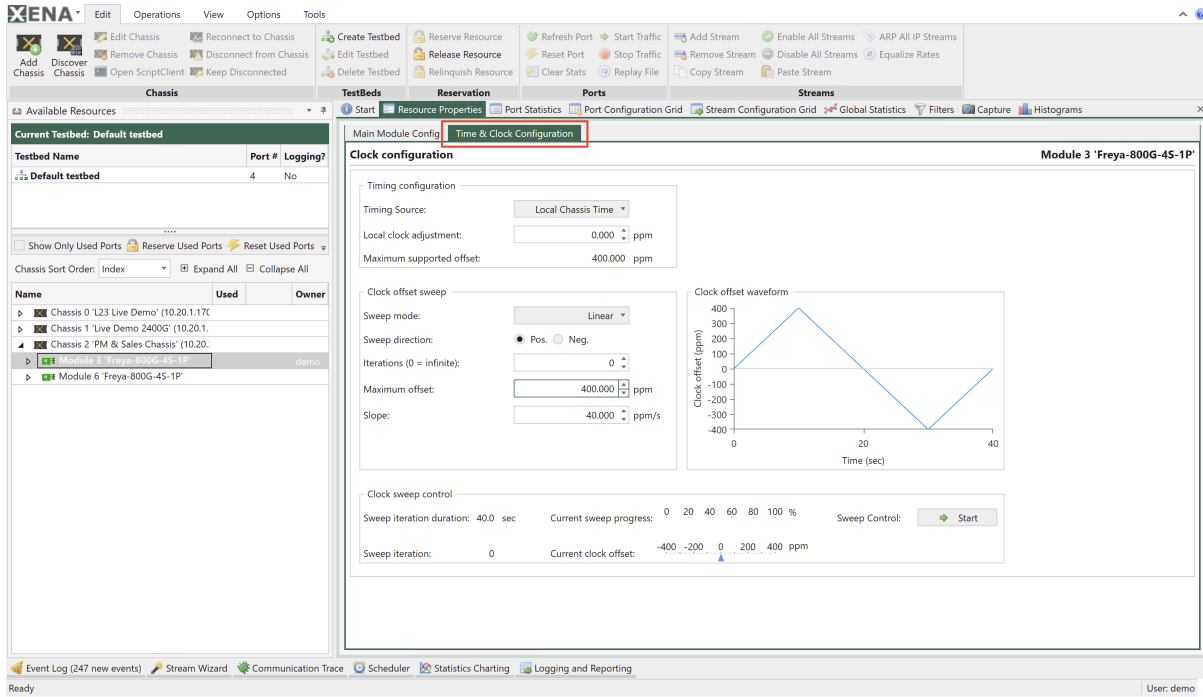 XENA Edit Operations View Options Tools
Add Chassis
Discover Chassis
Edit Chassis
Remove Chassis
Open ScriptClient
Reconnect to Chassis
Disconnect from Chassis
Keep Disconnected
Chassis
Create Testbed
Edit Testbed
Delete Testbed
TestBeds
Reserve Resource
Release Resource
Relinquish Resource
Reservation
Refresh Port
Reset Port
Clear Stats
Start Traffic
Stop Traffic
Replay File
Ports
Add Stream
Remove Stream
Copy Stream
Enable All Streams
Disable All Streams
Paste Stream
ARP All IP Streams
Equalize Rates
Streams
Available Resources
Current Testbed: Default testbed
Testbed Name Port # Logging?
Default testbed 4 No
Show Only Used Ports Reserve Used Ports Reset Used Ports
Chassis Sort Order: Index Expand All Collapse All
Name Used Owner
Chassis 0 'L23 Live Demo' (10.20.1.170
Chassis 1 'Live Demo 2400G' (10.20.1.
Chassis 2 'PM & Sales Chassis' (10.20.
Module 3 'Freya-800G-4S-1P' demo
Module 6 'Freya-800G-4S-1P'
Start Resource Properties Port Statistics Port Configuration Grid Stream Configuration Grid Global Statistics Filters Capture Histograms
Main Module Config Time & Clock Configuration
Clock configuration Module 3 'Freya-800G-4S-1P'
Timing configuration
Timing Source: Local Chassis Time
Local clock adjustment: 0.000 ppm
Maximum supported offset: 400.000 ppm
Clock offset sweep
Sweep mode: Linear
Sweep direction: Pos. Neg.
Iterations (0 = infinite): 0
Maximum offset: 400.000 ppm
Slope: 40.000 ppm/s
Clock offset waveform
Clock offset (ppm)
400
300
200
100
0
-100
-200
-300
-400
0 20 40
Time (sec)
Clock sweep control
Sweep iteration duration: 40.0 sec Current sweep progress: 0 20 40 60 80 100 % Sweep Control: Start
Sweep iteration: 0 Current clock offset: -400 -200 0 200 400 ppm
Event Log (247 new events) Stream Wizard Communication Trace Scheduler Statistics Charting Logging and Reporting
Ready User: demo